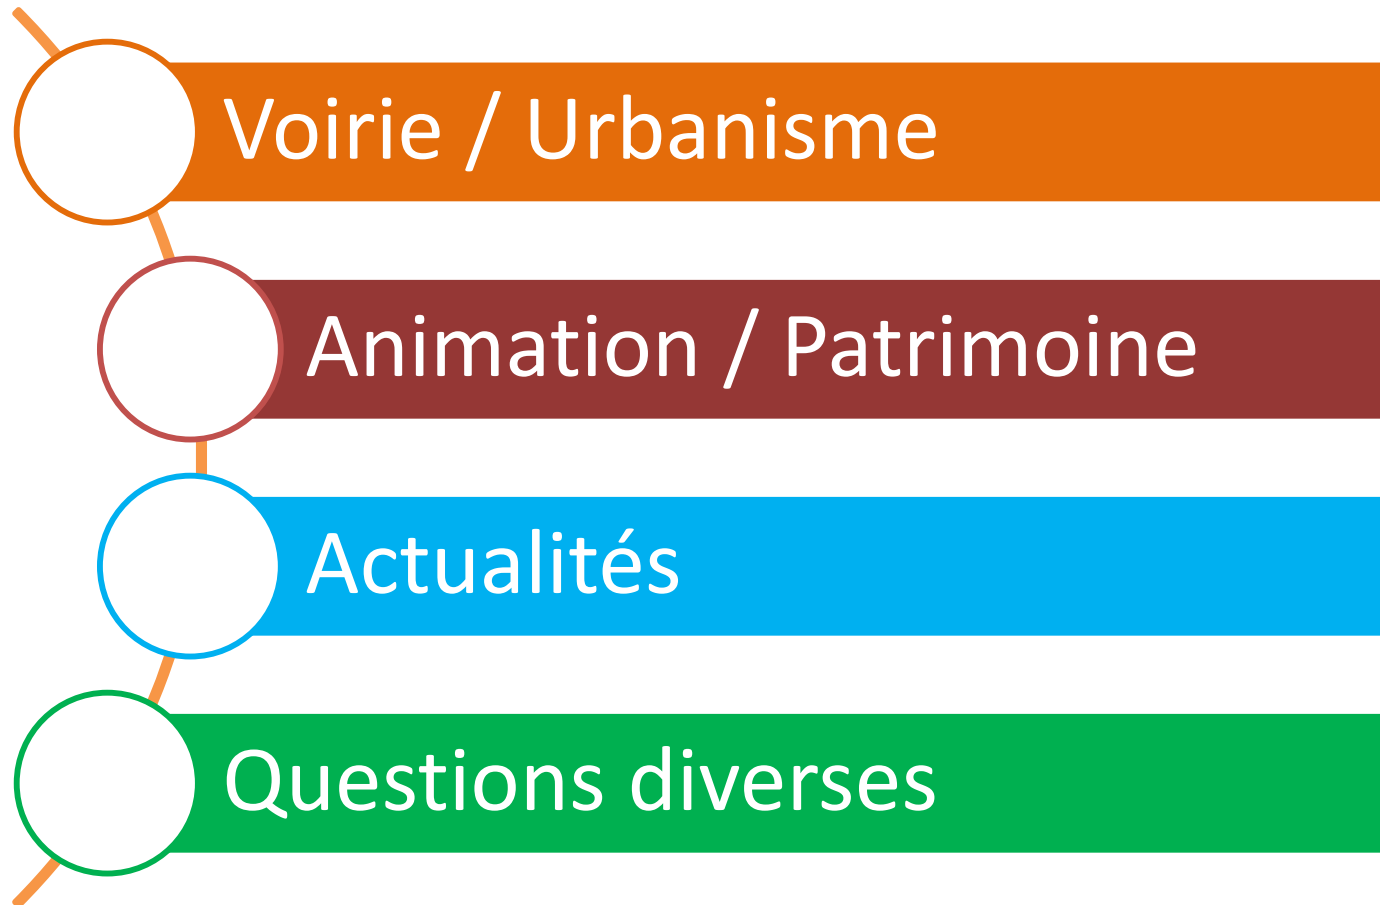 Voirie / Urbanisme
Animation / Patrimoine
Actualités
Questions diverses